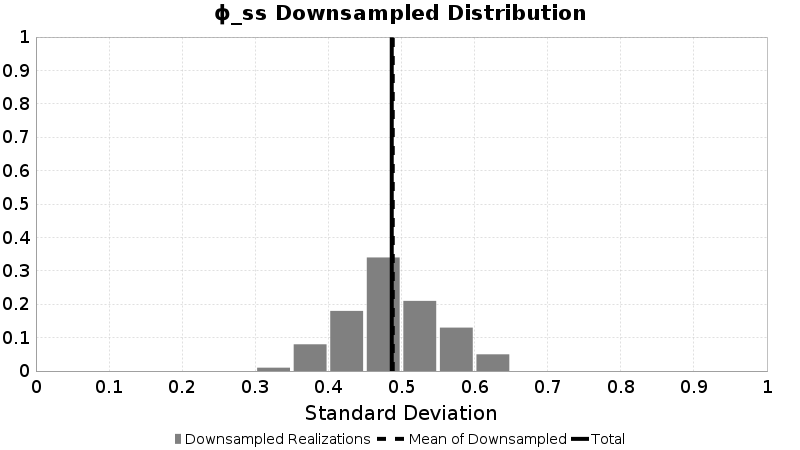 ϕ_ss Downsampled Distribution
1
0.9
0.8
0.7
0.6
0.5
0.4
0.3
0.2
0.1
0
0 0.1 0.2 0.3 0.4 0.5 0.6 0.7 0.8 0.9 1
Standard Deviation
Downsampled Realizations Mean of Downsampled Total